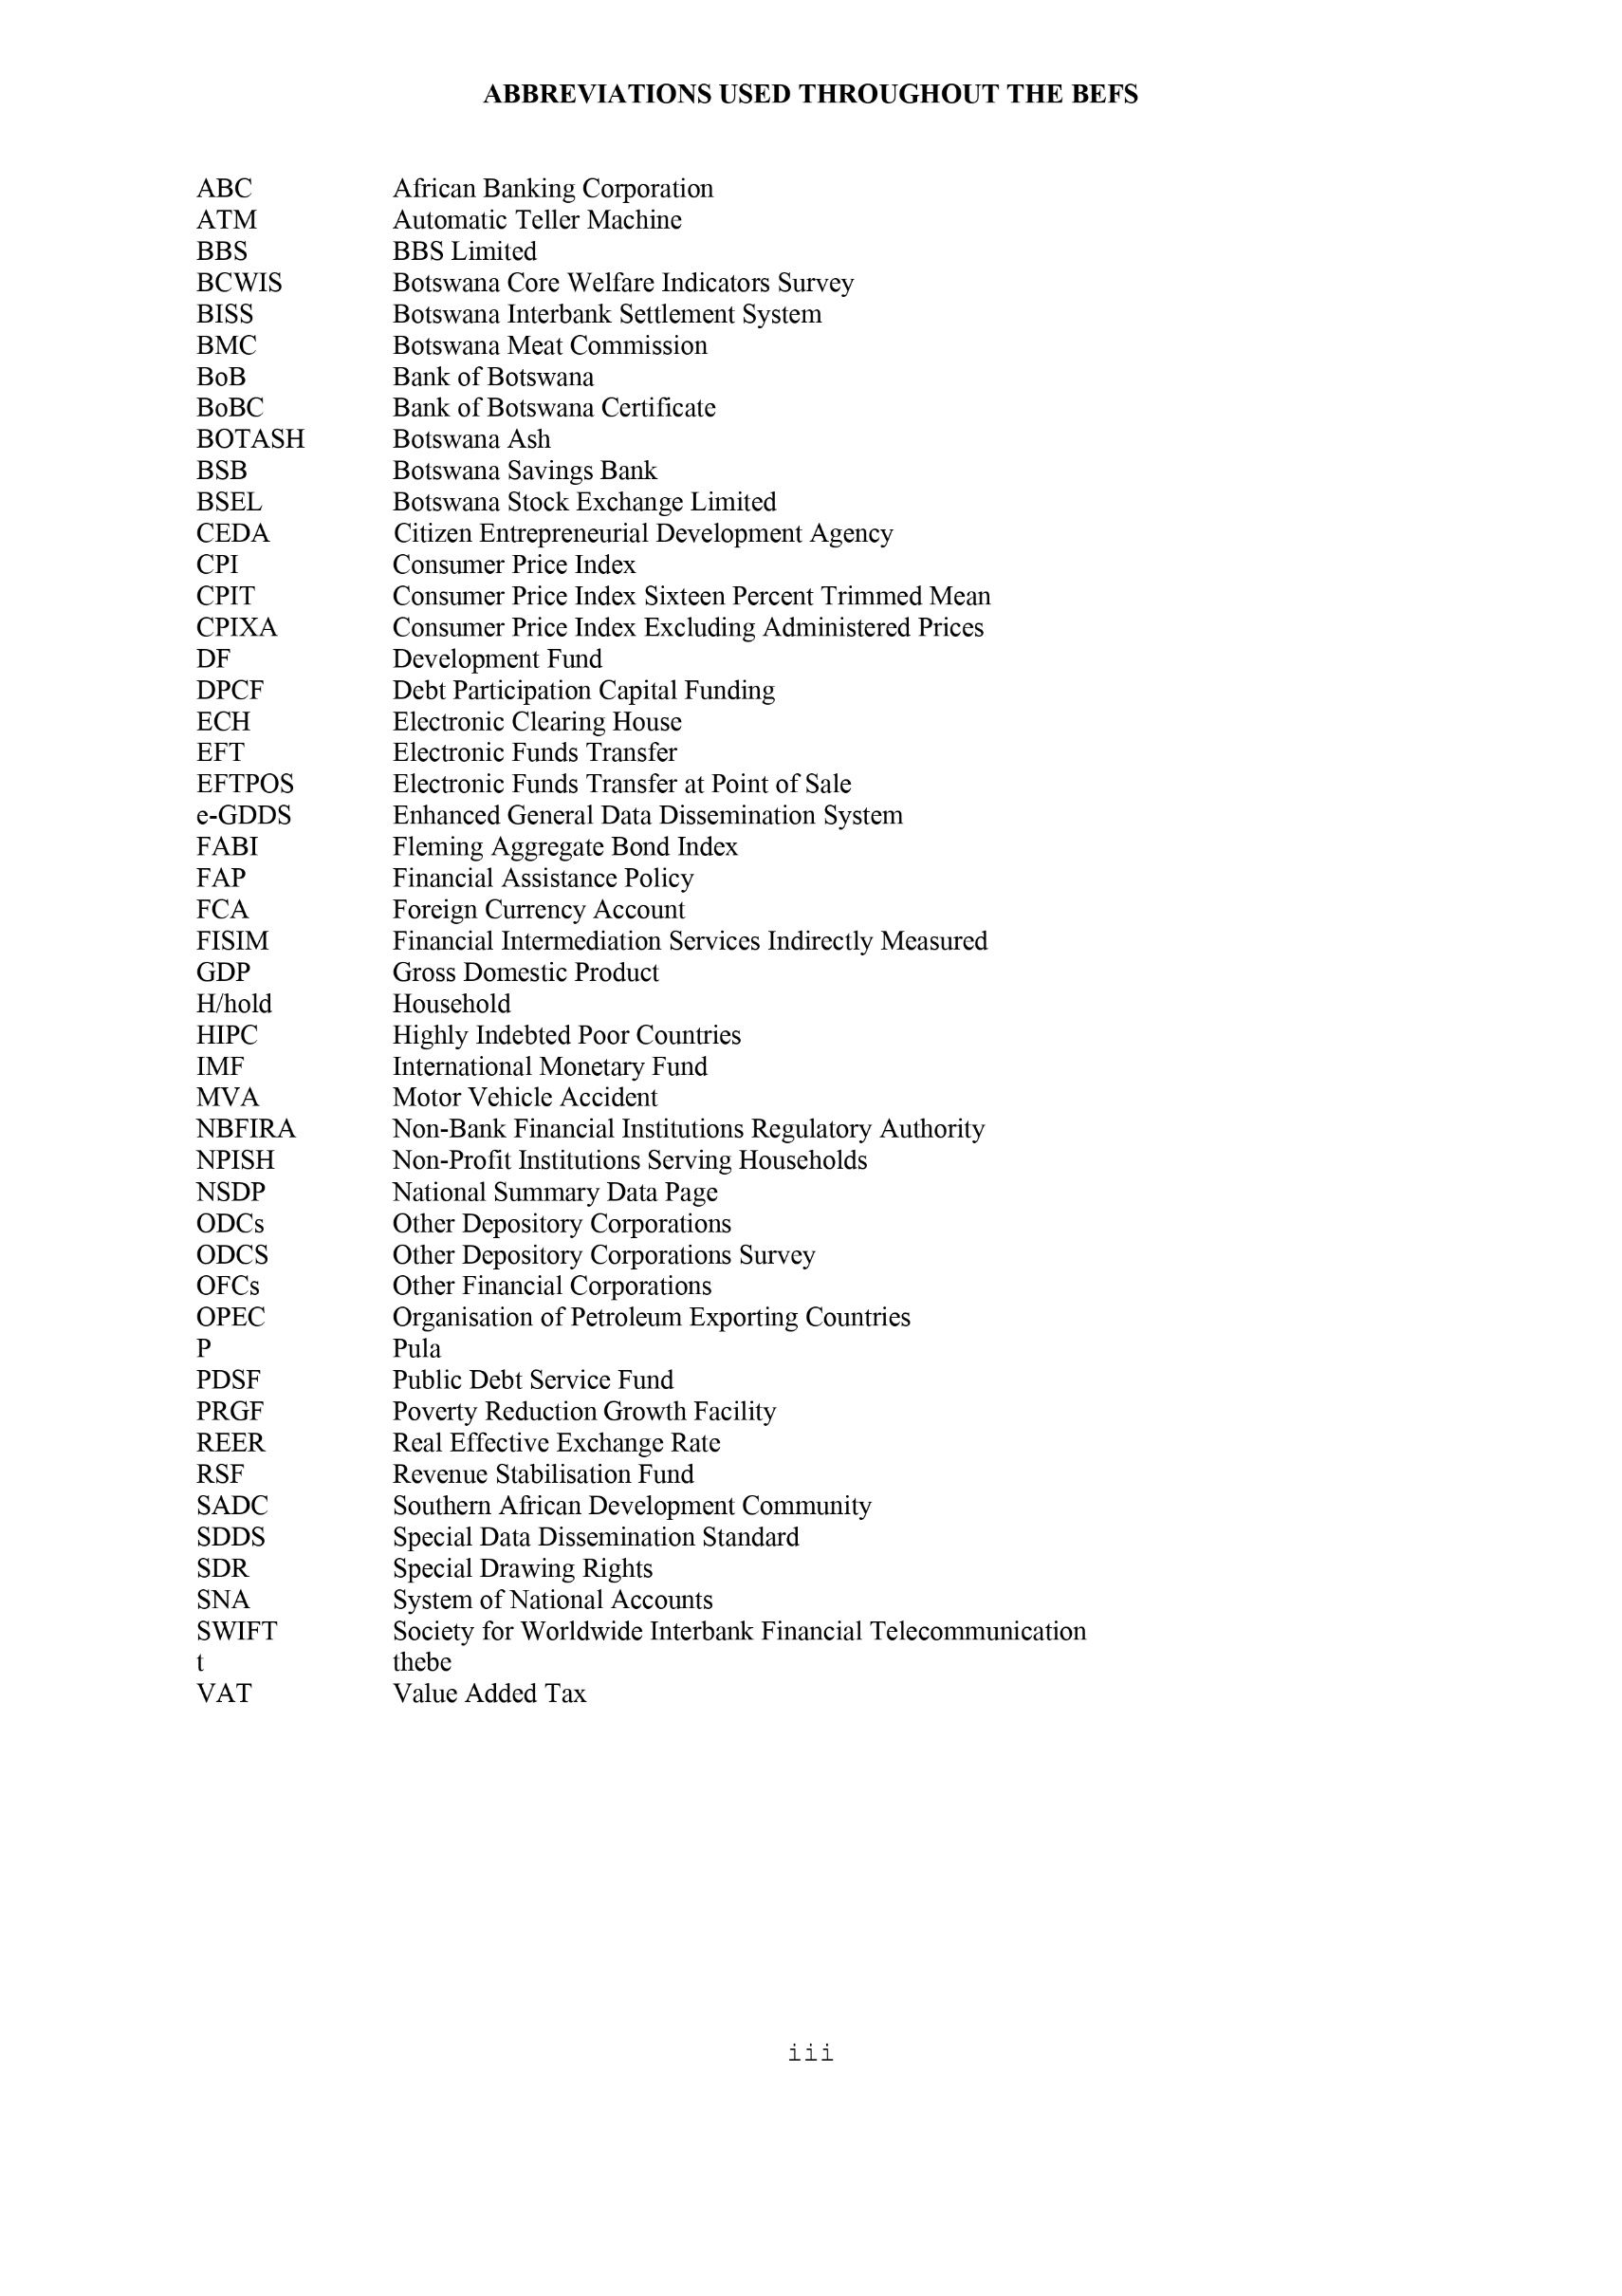 ABBREVIATIONS USED THROUGHOUT THE BEFS
ABC African Banking Corporation
ATM Automatic Teller Machine
BBS BBS Limited
BCWIS Botswana Core Welfare Indicators Survey
BISS Botswana Interbank Settlement System
BMC Botswana Meat Commission
BoB Bank of Botswana
BoBC Bank of Botswana Certificate
BOTASH Botswana Ash
BSB Botswana Savings Bank
BSEL Botswana Stock Exchange Limited
CEDA Citizen Entrepreneurial Development Agency
CPI Consumer Price Index
CPIT Consumer Price Index Sixteen Percent Trimmed Mean
CPIXA Consumer Price Index Excluding Administered Prices
DF Development Fund
DPCF Debt Participation Capital Funding
ECH Electronic Clearing House
EFT Electronic Funds Transfer
EFTPOS Electronic Funds Transfer at Point of Sale
e-GDDS Enhanced General Data Dissemination System
FABI Fleming Aggregate Bond Index
FAP Financial Assistance Policy
FCA Foreign Currency Account
FISIM Financial Intermediation Services Indirectly Measured
GDP Gross Domestic Product
H/hold Household
HIPC Highly Indebted Poor Countries
IMF International Monetary Fund
MVA Motor Vehicle Accident
NBFIRA Non-Bank Financial Institutions Regulatory Authority
NPISH Non-Profit Institutions Serving Households
NSDP National Summary Data Page
ODCs Other Depository Corporations
ODCS Other Depository Corporations Survey
OFCs Other Financial Corporations
OPEC Organisation of Petroleum Exporting Countries
P Pula
PDSF Public Debt Service Fund
PRGF Poverty Reduction Growth Facility
REER Real Effective Exchange Rate
RSF Revenue Stabilisation Fund
SADC Southern African Development Community
SDDS Special Data Dissemination Standard
SDR Special Drawing Rights
SNA System of National Accounts
SWIFT Society for Worldwide Interbank Financial Telecommunication
t thebe
VAT Value Added Tax
iii